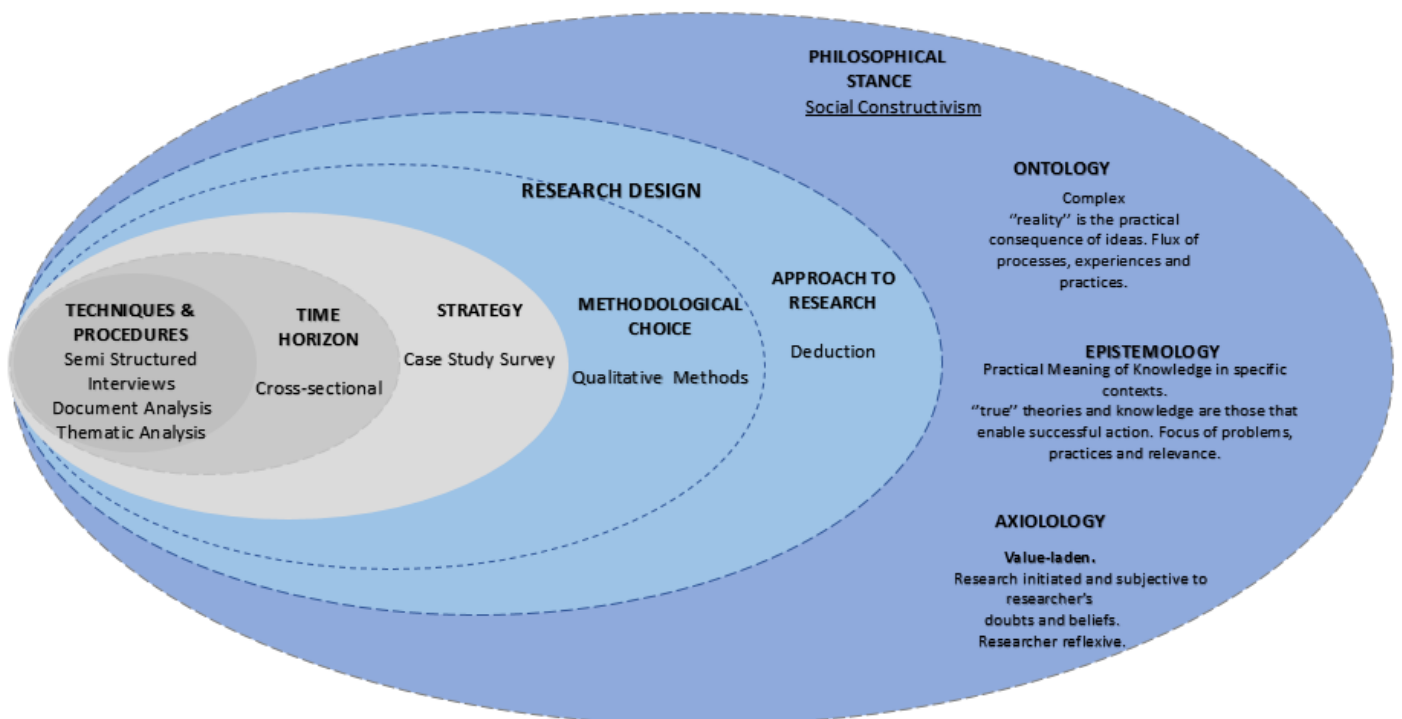 PHILOSOPHICAL
STANCE
Social Constructivism
ONTOLOGY
Complex
‘‘reality’’ is the practical
consequence of ideas. Flux of
processes, experiences and
practices.
RESEARCH DESIGN
APPROACH TO
RESEARCH
Deduction
METHODOLOGICAL
CHOICE
Qualitative Methods
STRATEGY
Case Study Survey
TIME
HORIZON
Cross-sectional
TECHNIQUES &
PROCEDURES
Semi Structured
Interviews
Document Analysis
Thematic Analysis
EPISTEMOLOGY
Practical Meaning of Knowledge in specific
contexts.
‘‘true’’ theories and knowledge are those that
enable successful action. Focus of problems,
practices and relevance.
AXIOLOLOGY
Value-laden.
Research initiated and subjective to
researcher's
doubts and beliefs.
Researcher reflexive.